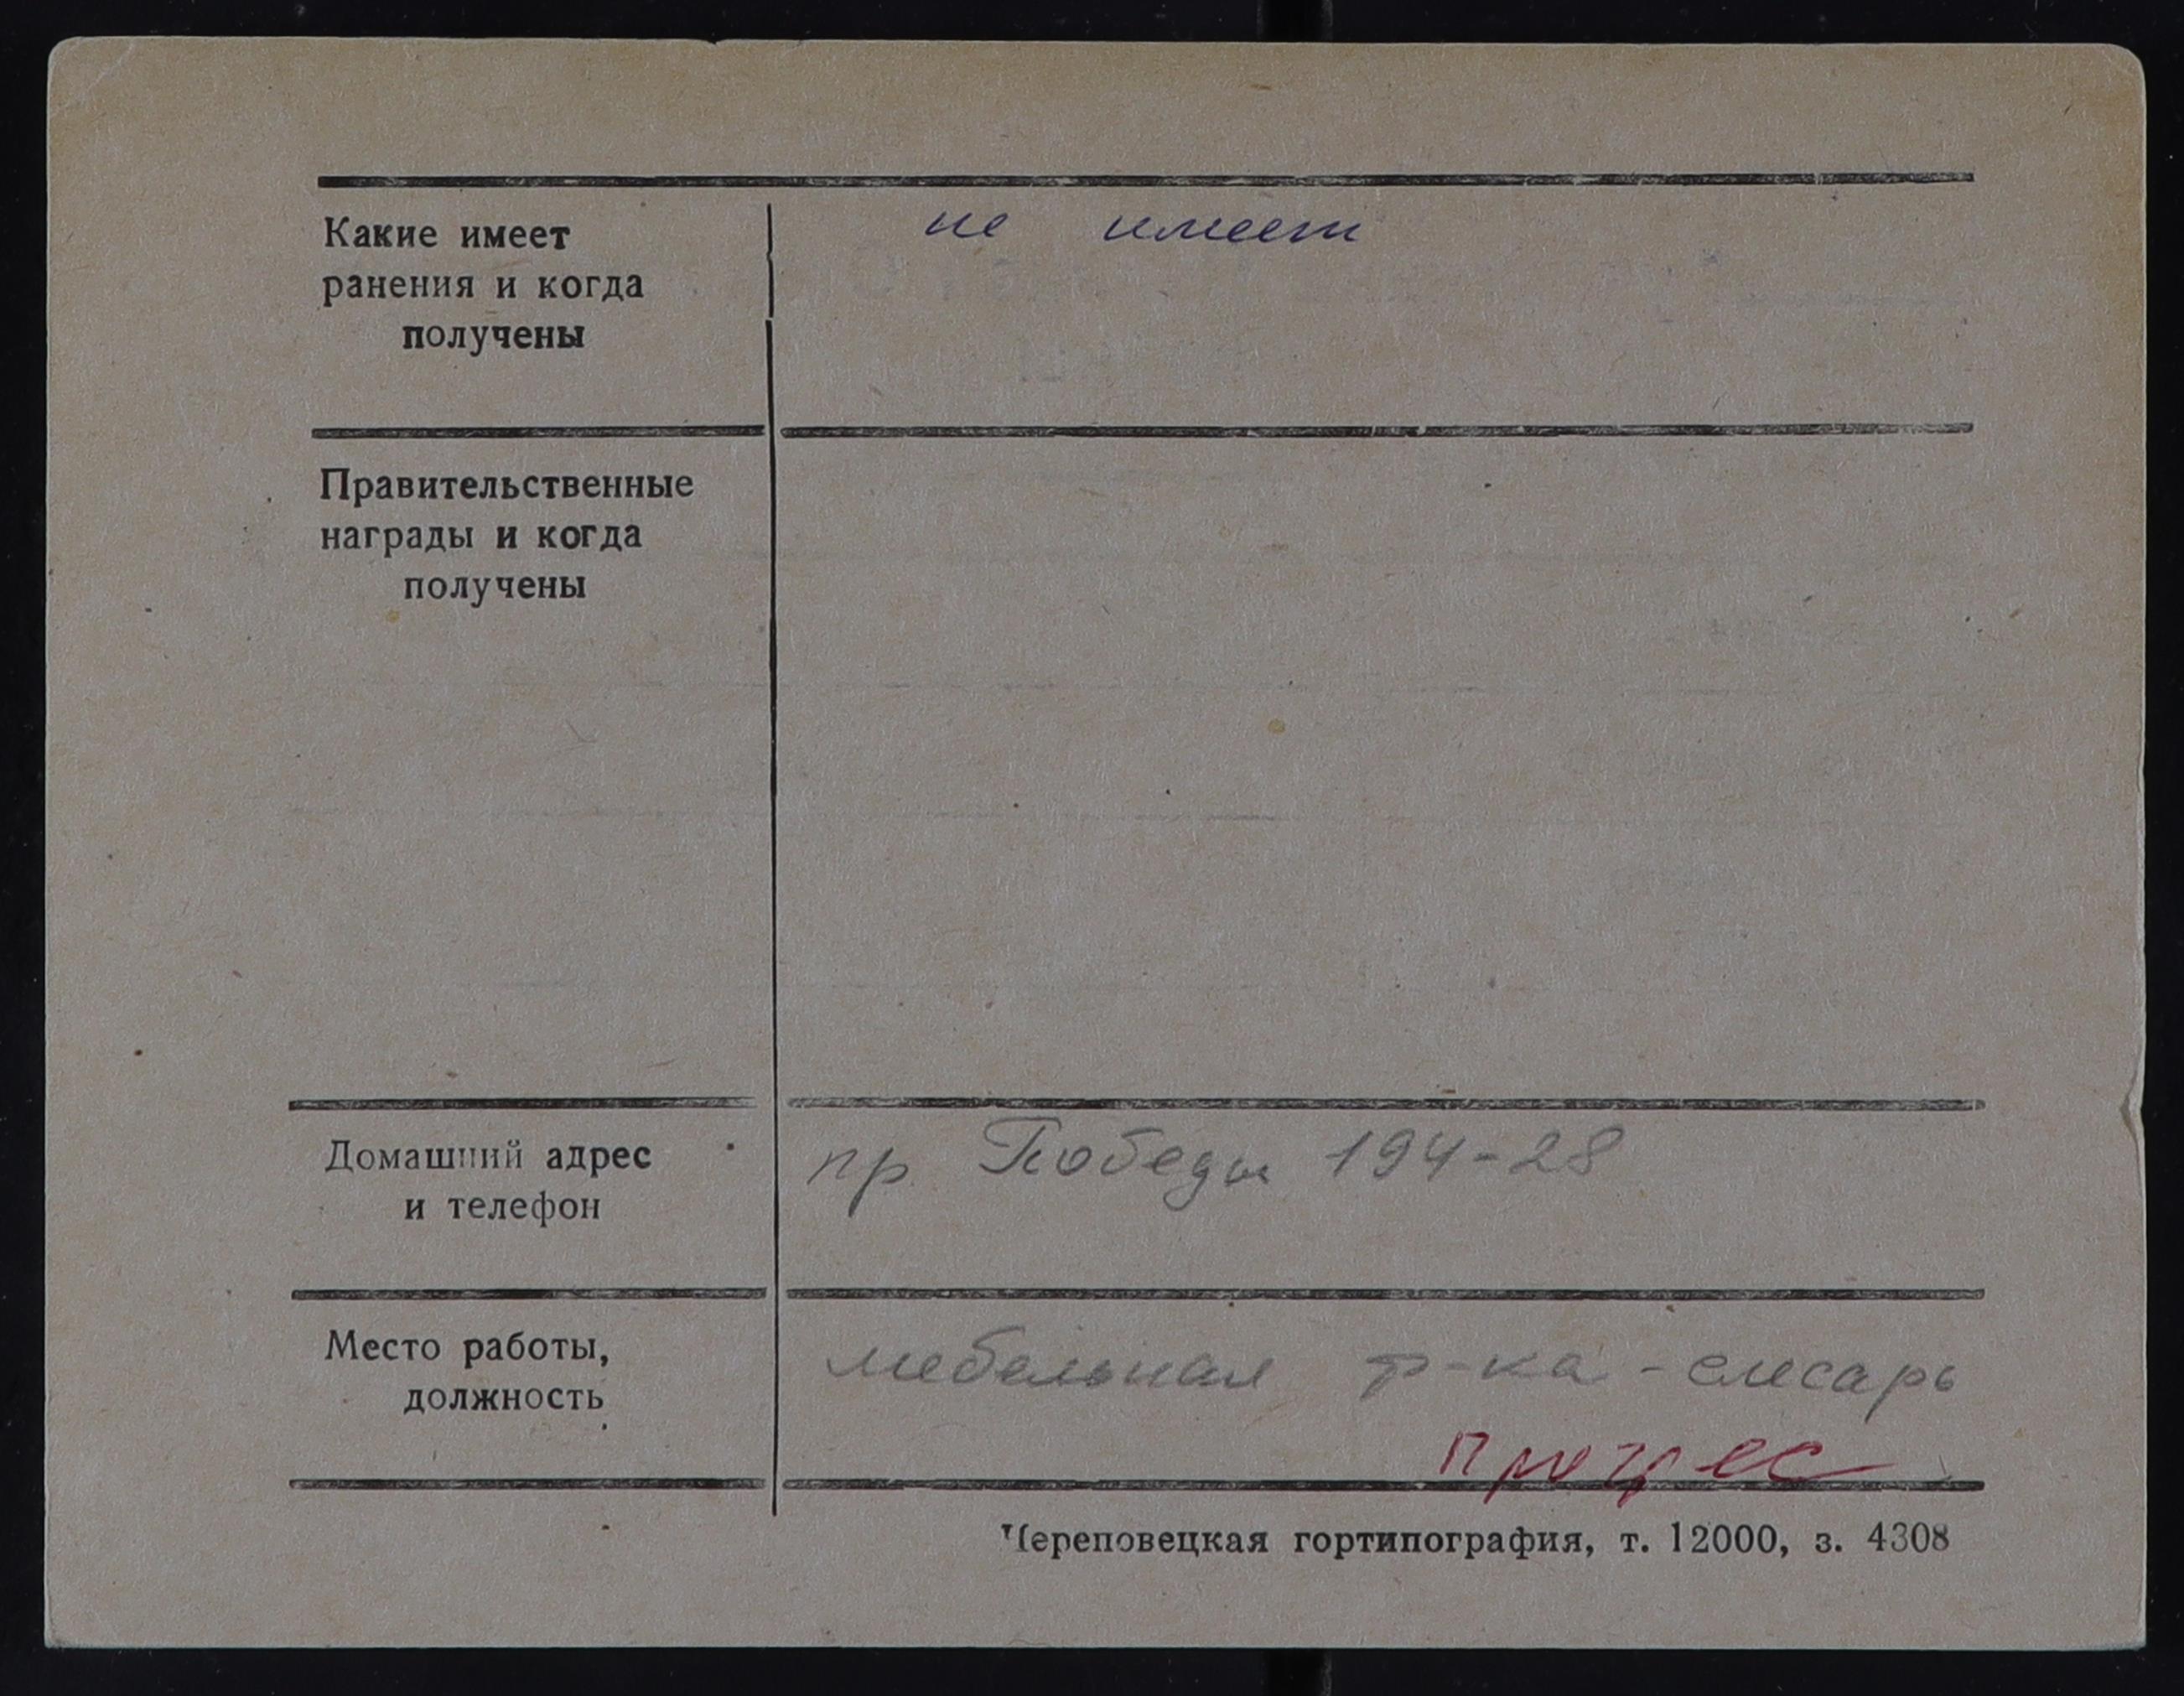 Какие имеет
ранения и когда
получены
не имеет
Правительственные
награды и когда
получены
Домашний адрес
и телефон
пр. Победы 194-28
Место работы,
должность
мебельная ф-ка - слесарь
прогрес
Череповецкая гортипография, т. 12000, з. 4308